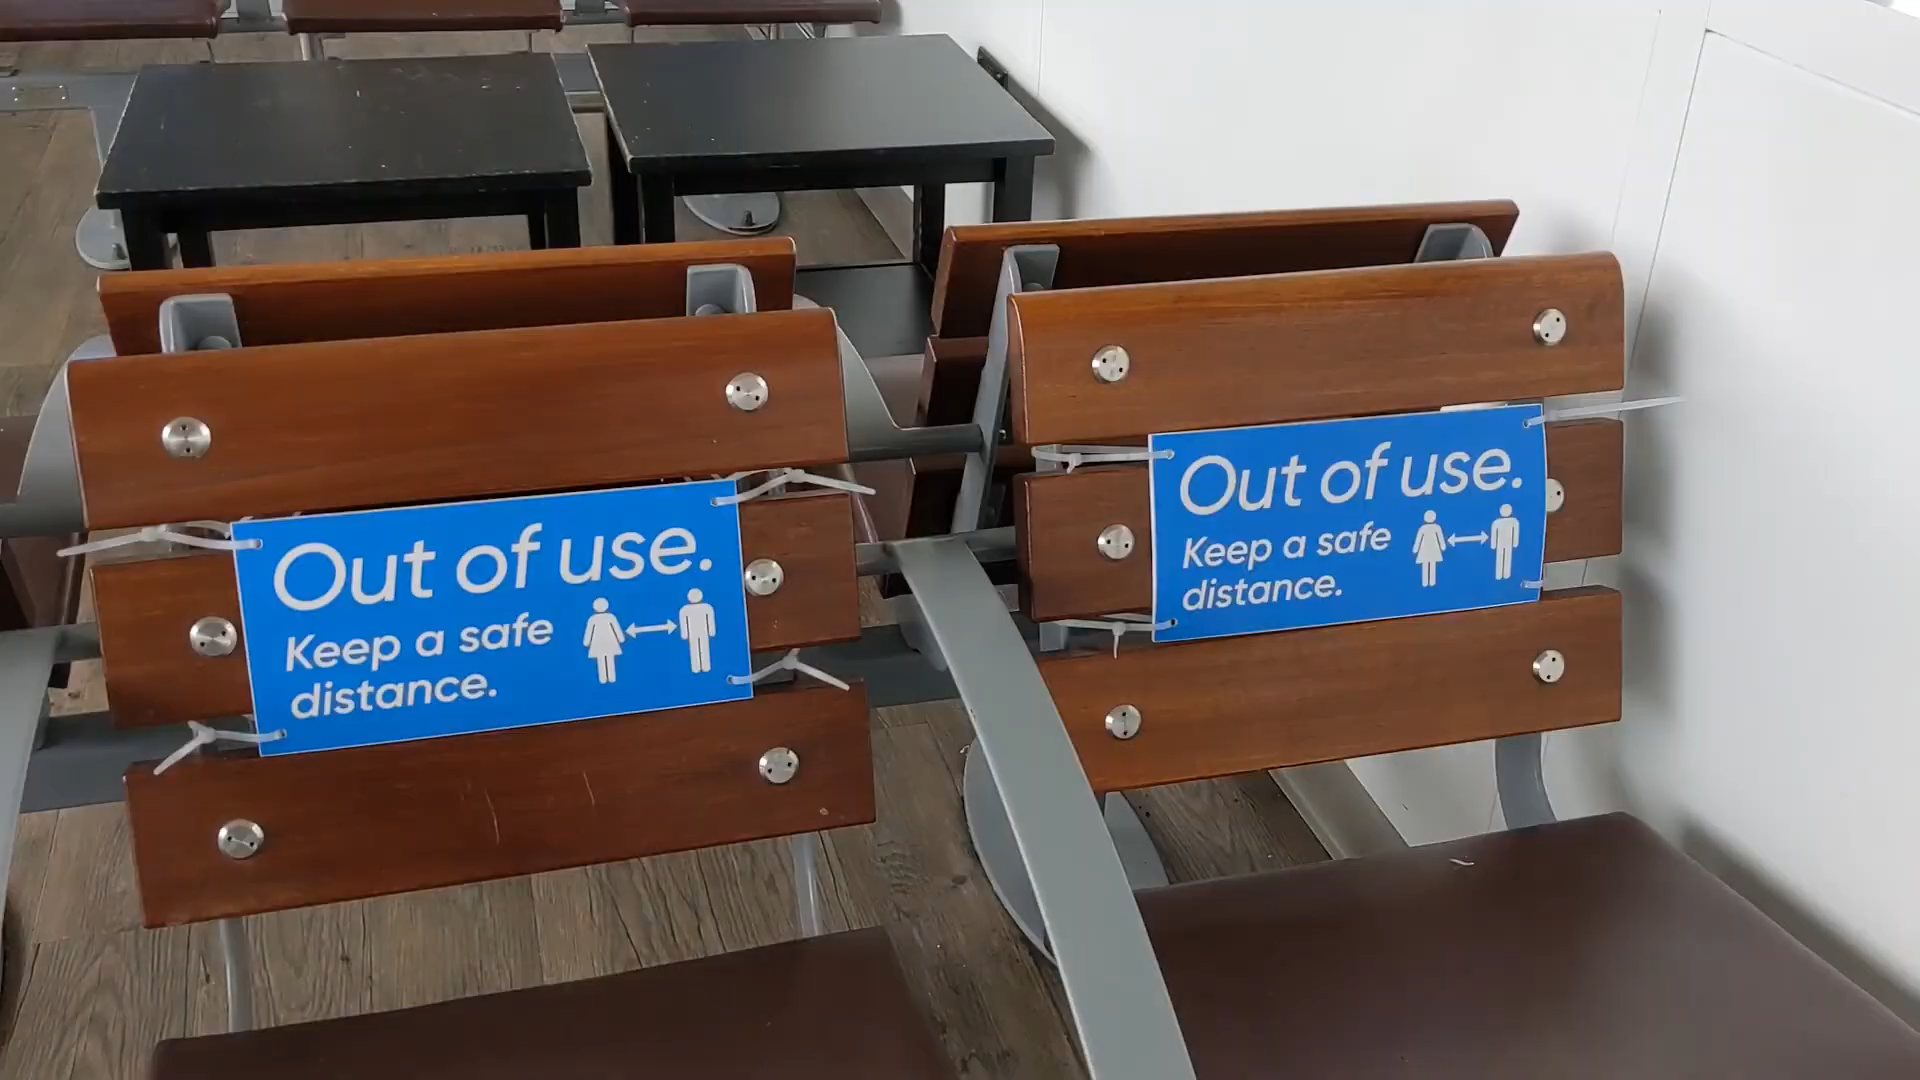 Out of use.
Keep a safe
distance.
Out of use.
Keep a safe
distance.